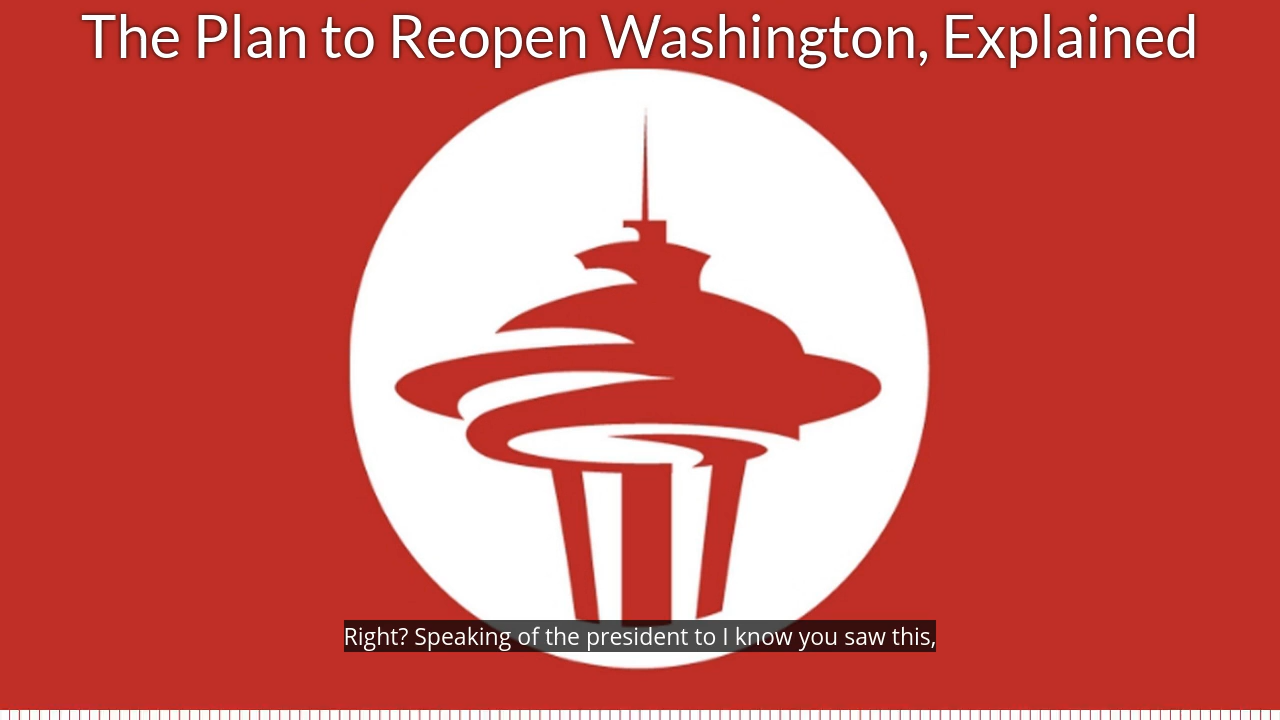 The Plan to Reopen Washington, Explained
Right? Speaking of the president to I know you saw this,